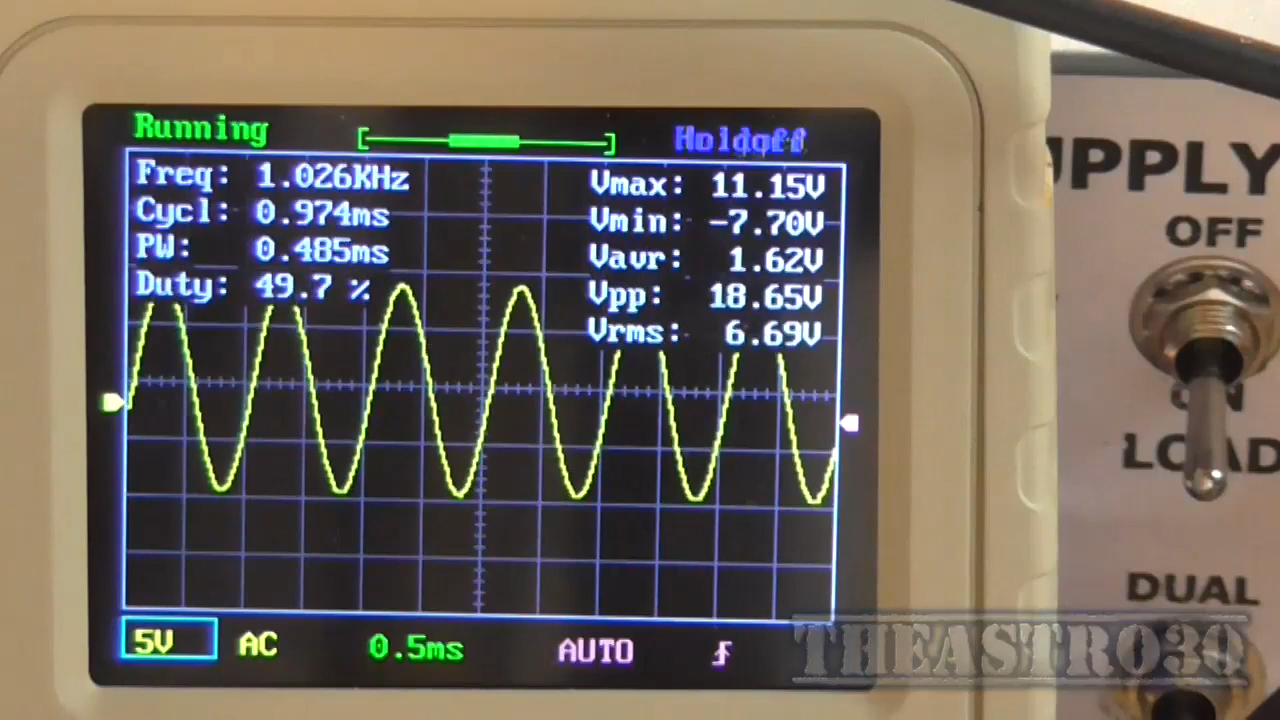 Running
Holdoff
Freq: 1.026KHz
Cycl: 0.974ms
PW: 0.485ms
Duty: 49.7 %
Vmax: 11.15V
Vmin: -7.70V
Vavr: 1.62V
Vpp: 18.65V
Vrms: 6.69V
5V AC 0.5ms AUTO
UPPLY
OFF
ON
LOAD
DUAL
THEASTRO30